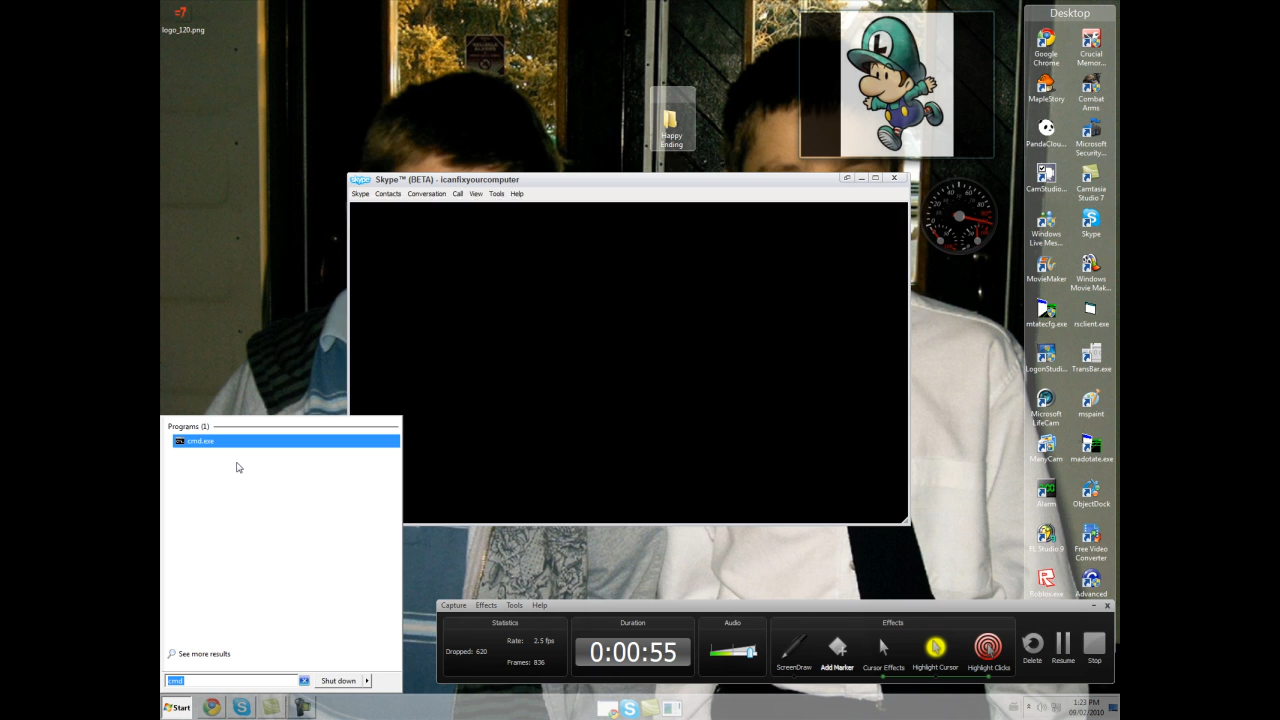 =7
logo_120.png
Happy
Ending
L
Desktop
Google
Chrome
Crucial
Memor...
MapleStory
Combat
Arms
PandaClou...
Microsoft
Security...
CamStudio...
Camtasia
Studio 7
Windows
Live Mes...
Skype
MovieMaker
Windows
Movie Mak...
mtatecfg.exe
rsclient.exe
LogonStudi...
TransBar.exe
Microsoft
LifeCam
mspaint
ManyCam
madotate.exe
Alarm
ObjectDock
FL Studio 9
Free Video
Converter
Roblox.exe
Advanced
skype Skype™ (BETA) - icanfixyourcomputer
Skype Contacts Conversation Call View Tools Help
Programs (1)
cmd.exe
See more results
cmd
Shut down
Capture Effects Tools Help
Statistics
Duration
Audio
Effects
Dropped: 620
Rate: 2.5 fps
Frames: 836
0:00:55
ScreenDraw
Add Marker
Cursor Effects
Highlight Cursor
Highlight Clicks
Delete
Resume
Stop
Start
1:23 PM
09/02/2010